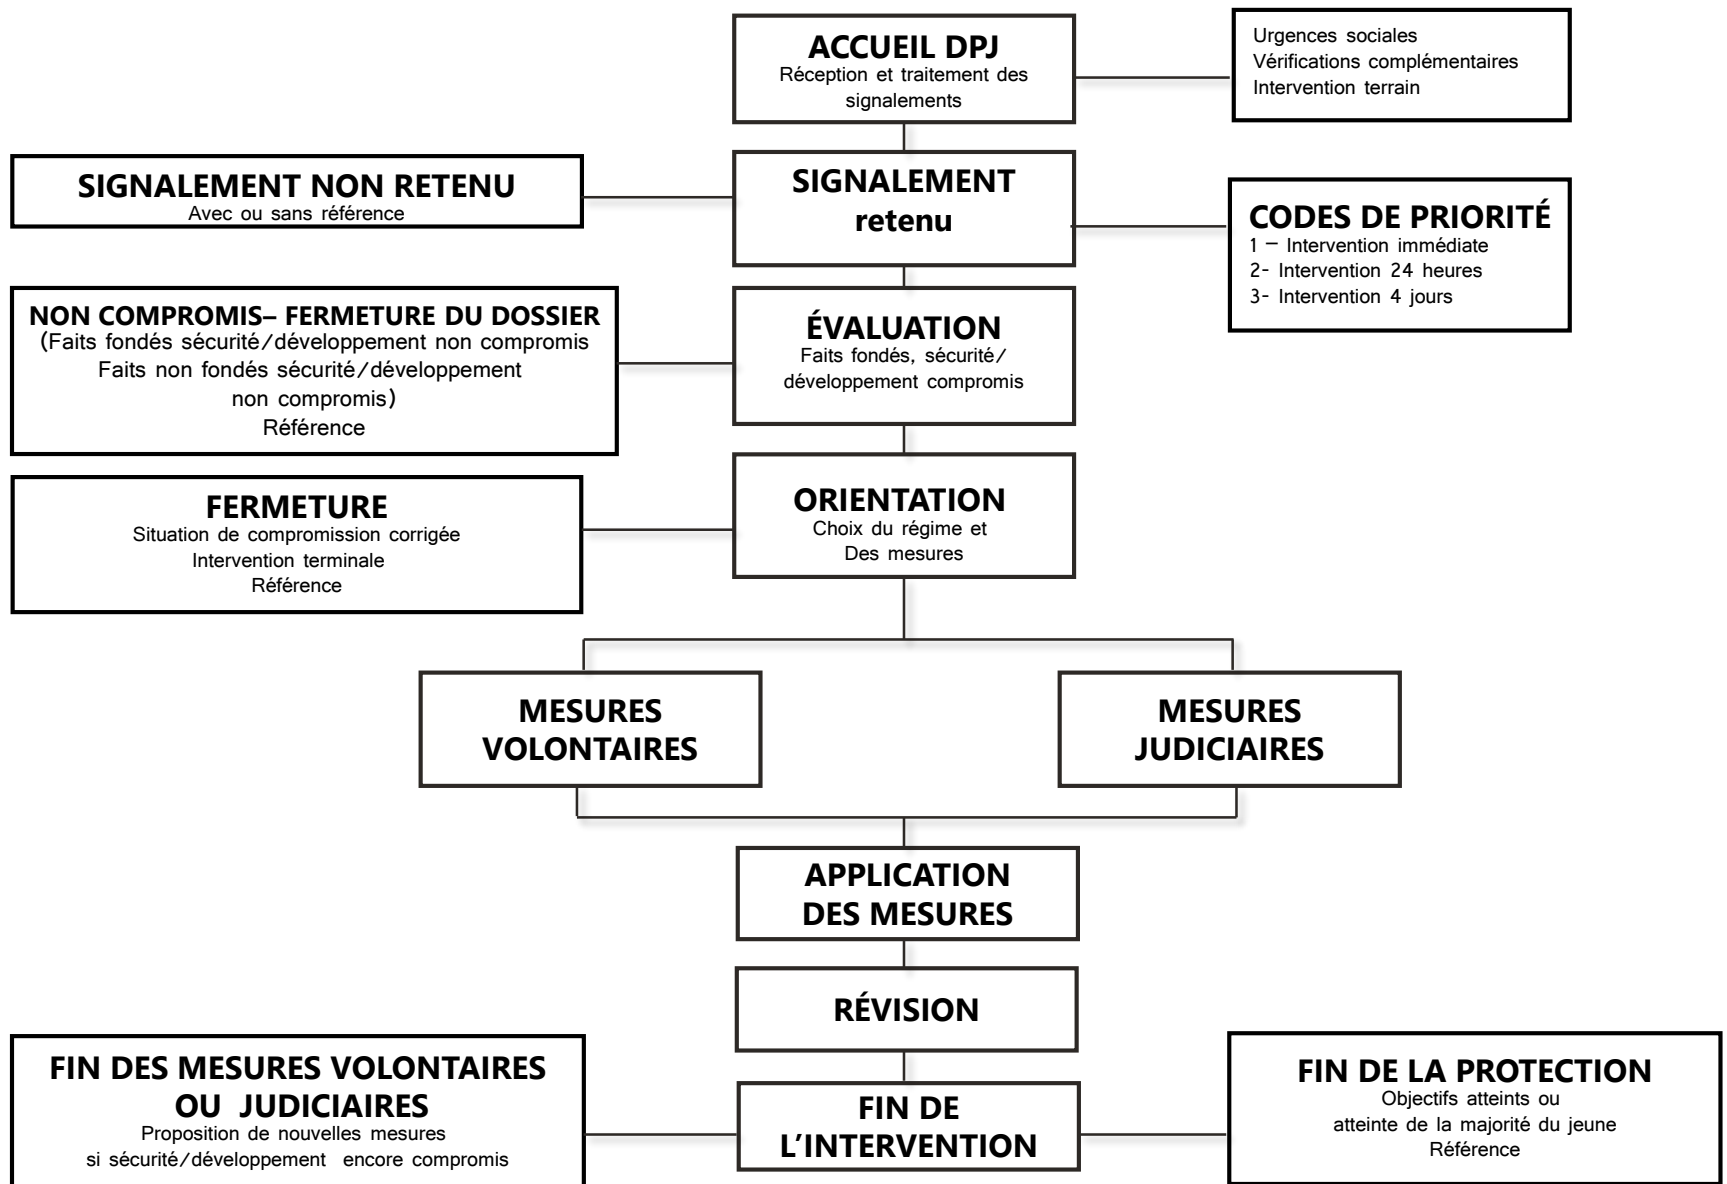 ACCUEIL DPJ
Réception et traitement des
signalements
Urgences sociales
Vérifications complémentaires
Intervention terrain
SIGNALEMENT NON RETENU
Avec ou sans référence
SIGNALEMENT
retenu
CODES DE PRIORITÉ
1 – Intervention immédiate
2- Intervention 24 heures
3- Intervention 4 jours
NON COMPROMIS– FERMETURE DU DOSSIER
(Faits fondés sécurité/développement non compromis
Faits non fondés sécurité/développement
non compromis)
Référence
ÉVALUATION
Faits fondés, sécurité/
développement compromis
FERMETURE
Situation de compromission corrigée
Intervention terminale
Référence
ORIENTATION
Choix du régime et
Des mesures
MESURES
VOLONTAIRES
MESURES
JUDICIAIRES
APPLICATION
DES MESURES
RÉVISION
FIN DES MESURES VOLONTAIRES
OU JUDICIAIRES
Proposition de nouvelles mesures
si sécurité/développement encore compromis
FIN DE
L'INTERVENTION
FIN DE LA PROTECTION
Objectifs atteints ou
atteinte de la majorité du jeune
Référence